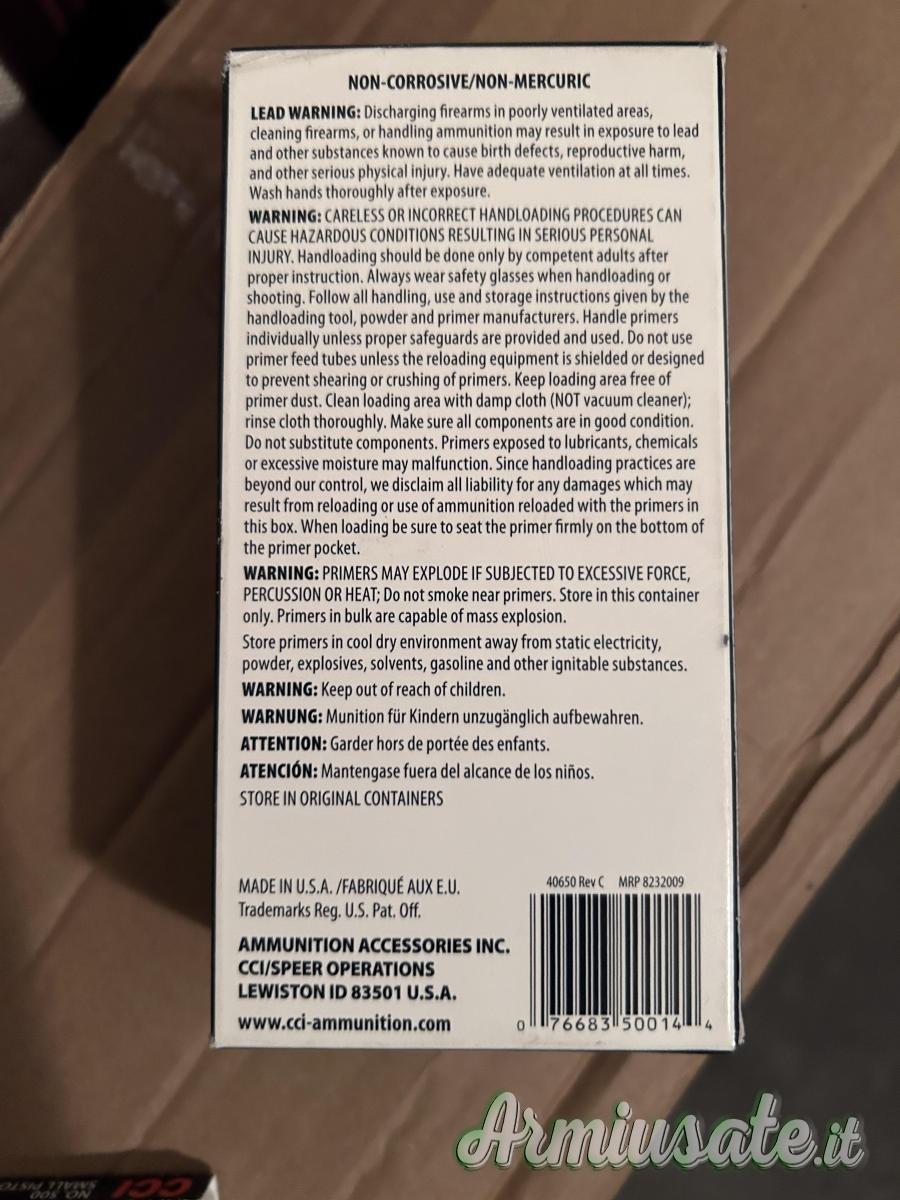 NON-CORROSIVE/NON-MERCURIC
LEAD WARNING: Discharging firearms in poorly ventilated areas,
cleaning firearms, or handling ammunition may result in exposure to lead
and other substances known to cause birth defects, reproductive harm,
and other serious physical injury. Have adequate ventilation at all times.
Wash hands thoroughly after exposure.
WARNING: CARELESS OR INCORRECT HANDLOADING PROCEDURES CAN
CAUSE HAZARDOUS CONDITIONS RESULTING IN SERIOUS PERSONAL
INJURY. Handloading should be done only by competent adults after
proper instruction. Always wear safety glasses when handloading or
shooting. Follow all handling, use and storage instructions given by the
handloading tool, powder and primer manufacturers. Handle primers
individually unless proper safeguards are provided and used. Do not use
primer feed tubes unless the reloading equipment is shielded or designed
to prevent shearing or crushing of primers. Keep loading area free of
primer dust. Clean loading area with damp cloth (NOT vacuum cleaner);
rinse cloth thoroughly. Make sure all components are in good condition.
Do not substitute components. Primers exposed to lubricants, chemicals
or excessive moisture may malfunction. Since handloading practices are
beyond our control, we disclaim all liability for any damages which may
result from reloading or use of ammunition reloaded with the primers in
this box. When loading be sure to seat the primer firmly on the bottom of
the primer pocket.
WARNING: PRIMERS MAY EXPLODE IF SUBJECTED TO EXCESSIVE FORCE,
PERCUSSION OR HEAT; Do not smoke near primers. Store in this container
only. Primers in bulk are capable of mass explosion.
Store primers in cool dry environment away from static electricity,
powder, explosives, solvents, gasoline and other ignitable substances.
WARNING: Keep out of reach of children.
WARNUNG: Munition für Kindern unzugänglich aufbewahren.
ATTENTION: Garder hors de portée des enfants.
ATENCIÓN: Mantengase fuera del alcance de los niños.
STORE IN ORIGINAL CONTAINERS
MADE IN U.S.A. /FABRIQUÉ AUX E.U.
Trademarks Reg. U.S. Pat. Off.
AMMUNITION ACCESSORIES INC.
CCI/SPEER OPERATIONS
LEWISTON ID 83501 U.S.A.
www.cci-ammunition.com
40650 Rev C MRP 8232009
0 76683 50014 4
CCI
NO. 500
SMALL PISTO
Armiusate.it